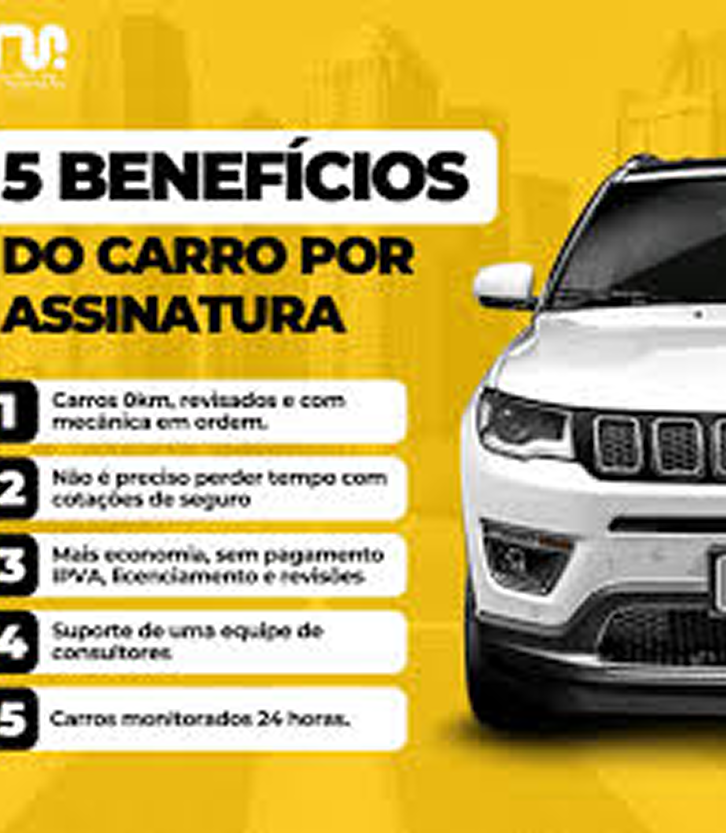 5 BENEFÍCIOS
DO CARRO POR
ASSINATURA
1
Carros 0km, revisados e com
mecânica em ordem.
2
Não é preciso perder tempo com
cotações de seguro
3
Mais economia, sem pagamento
IPVA, licenciamento e revisões
4
Suporte de uma equipe de
consultores
5
Carros monitorados 24 horas.